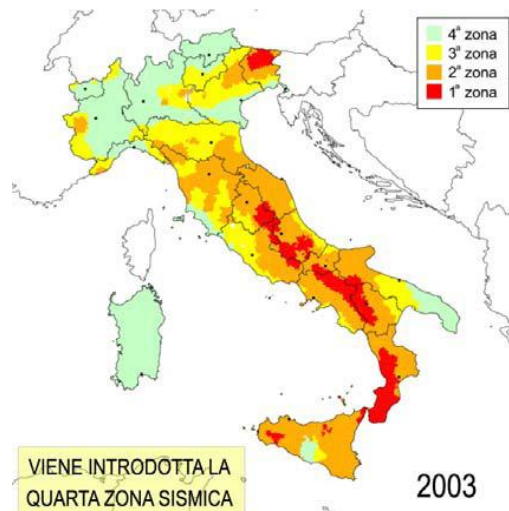 4ª zona
3ª zona
2ª zona
1ª zona
VIENE INTRODOTTA LA
QUARTA ZONA SISMICA
2003